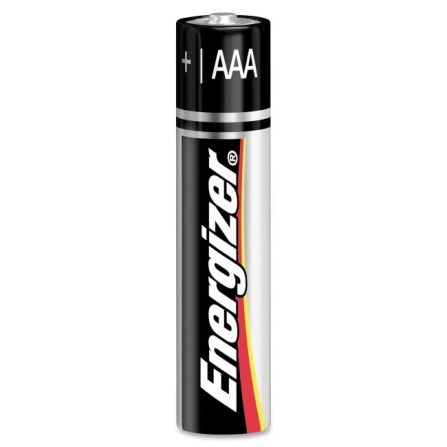 + | AAA
Energizer®